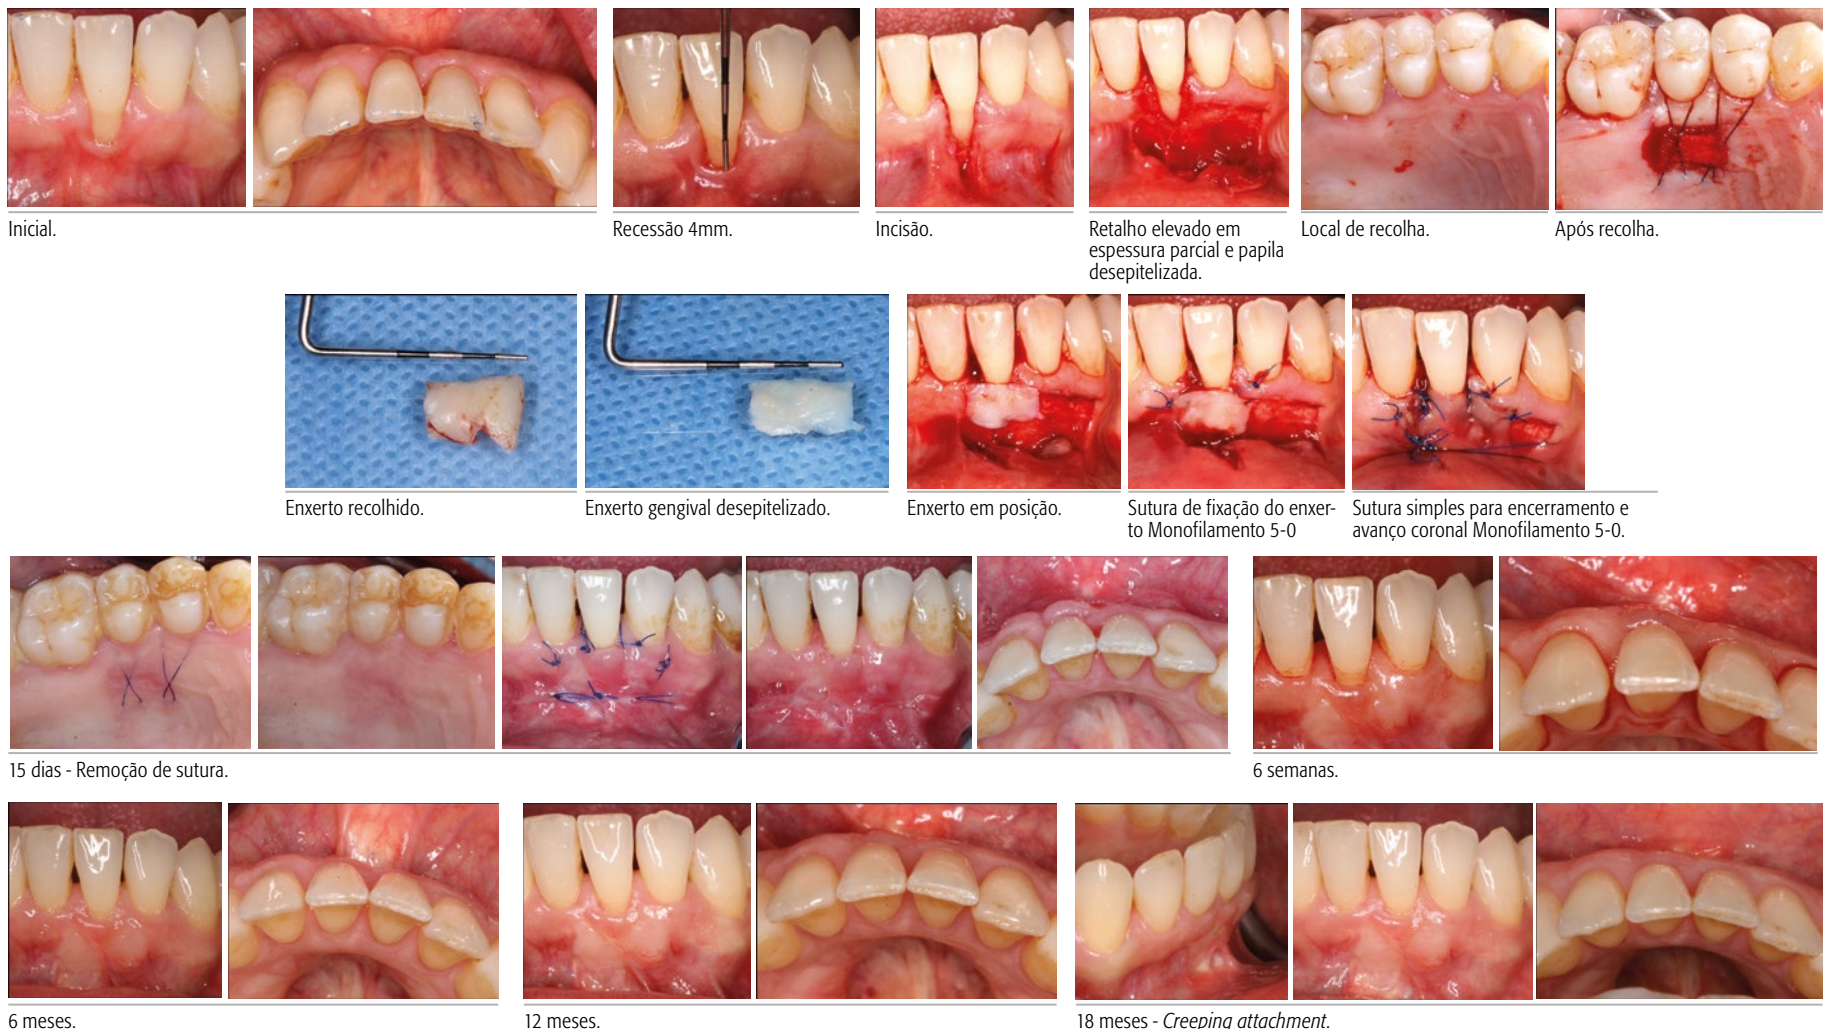 Inicial.
Recessão 4mm.
Incisão.
Retalho elevado em
espessura parcial e papila
desepitelizada.
Local de recolha.
Após recolha.
Enxerto recolhido.
Enxerto gengival desepitelizado.
Enxerto em posição.
Sutura de fixação do enxer-
to Monofilamento 5-0
Sutura simples para encerramento e
avanço coronal Monofilamento 5-0.
15 dias - Remoção de sutura.
6 semanas.
6 meses.
12 meses.
18 meses - Creeping attachment.